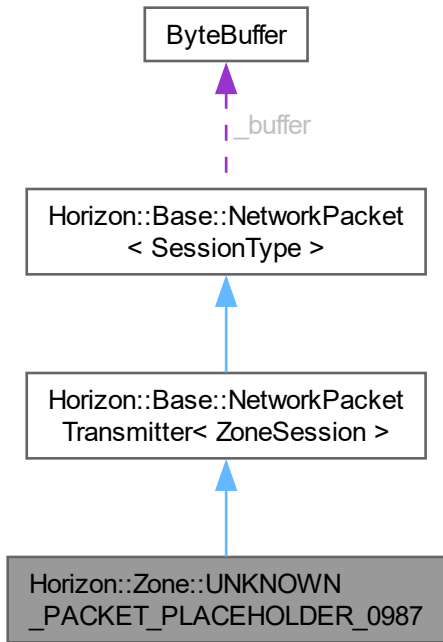 ByteBuffer
_buffer
Horizon::Base::NetworkPacket
< SessionType >
Horizon::Base::NetworkPacket
Transmitter< ZoneSession >
Horizon::Zone::UNKNOWN
_PACKET_PLACEHOLDER_0987